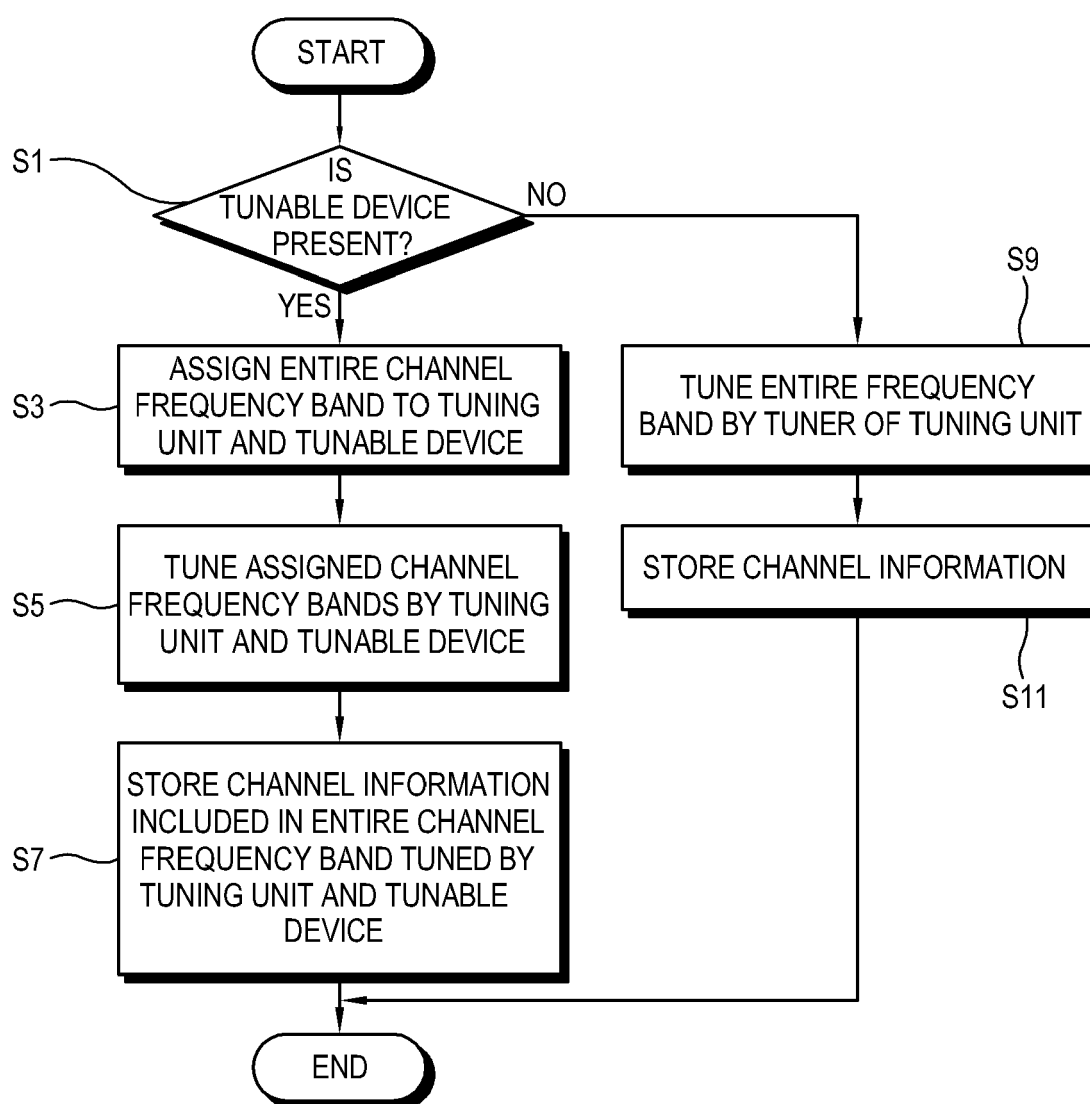 START
S1
IS
TUNABLE DEVICE
PRESENT?
NO
YES
S3
ASSIGN ENTIRE CHANNEL
FREQUENCY BAND TO TUNING
UNIT AND TUNABLE DEVICE
S5
TUNE ASSIGNED CHANNEL
FREQUENCY BANDS BY TUNING
UNIT AND TUNABLE DEVICE
S7
STORE CHANNEL INFORMATION
INCLUDED IN ENTIRE CHANNEL
FREQUENCY BAND TUNED BY
TUNING UNIT AND TUNABLE
DEVICE
S9
TUNE ENTIRE FREQUENCY
BAND BY TUNER OF TUNING UNIT
STORE CHANNEL INFORMATION
S11
END